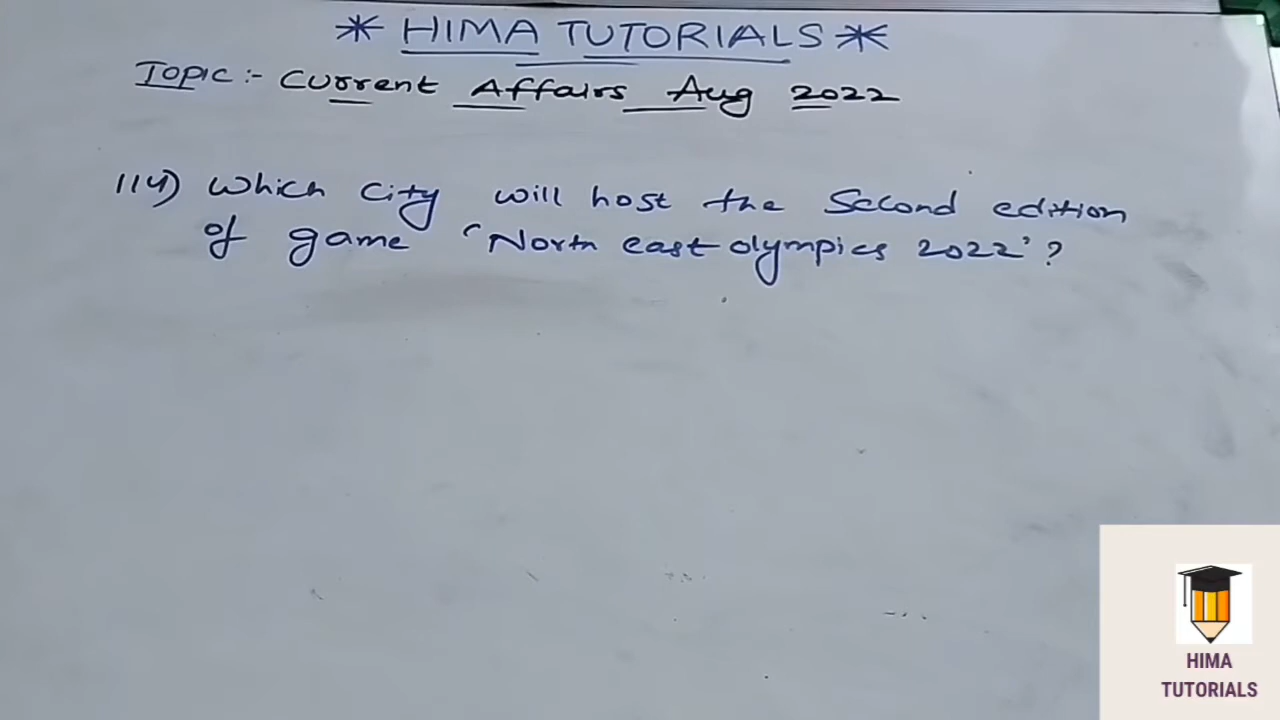 * HIMA TUTORIALS *
Topic :- Current Affairs Aug 2022
114) Which City will host the Second edition
of game 'North east olympics 2022'?
HIMA
TUTORIALS